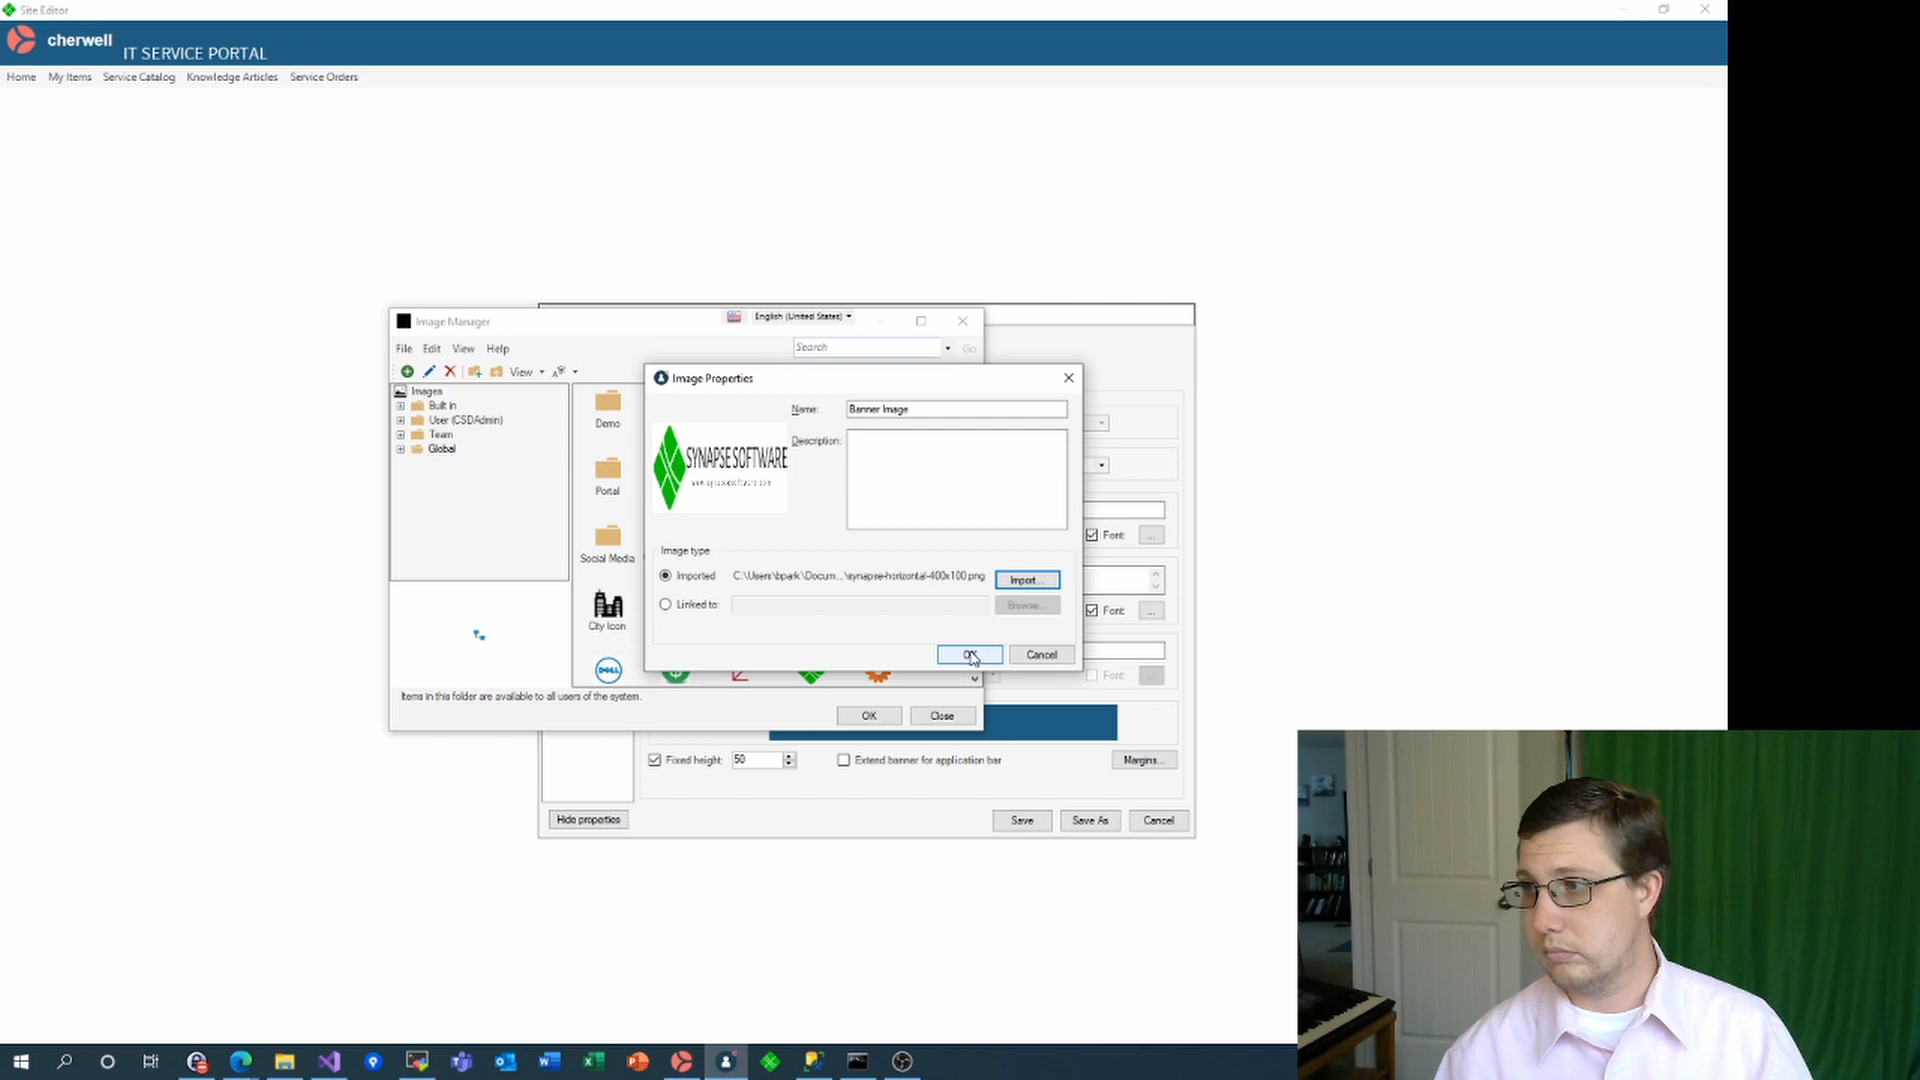 Site Editor
cherwell
IT SERVICE PORTAL
Home My Items Service Catalog Knowledge Articles Service Orders
Image Manager
English (United States)
File Edit View Help
Search
Go
View
Images
Built in
User (CSDAdmin)
Team
Global
Demo
Portal
Social Media
City Icon
DELL
Items in this folder are available to all users of the system.
OK Close
Image Properties
Name: Banner Image
Description:
SYNAPSE SOFTWARE
Image type
Imported C:\Users\bpark\Docum...\synapse-horizontal-400x100.png Import...
Linked to: Browse...
OK Cancel
Font: ...
Font: ...
Font: ...
Fixed height: 50 Extend banner for application bar Margins...
Hide properties Save Save As Cancel